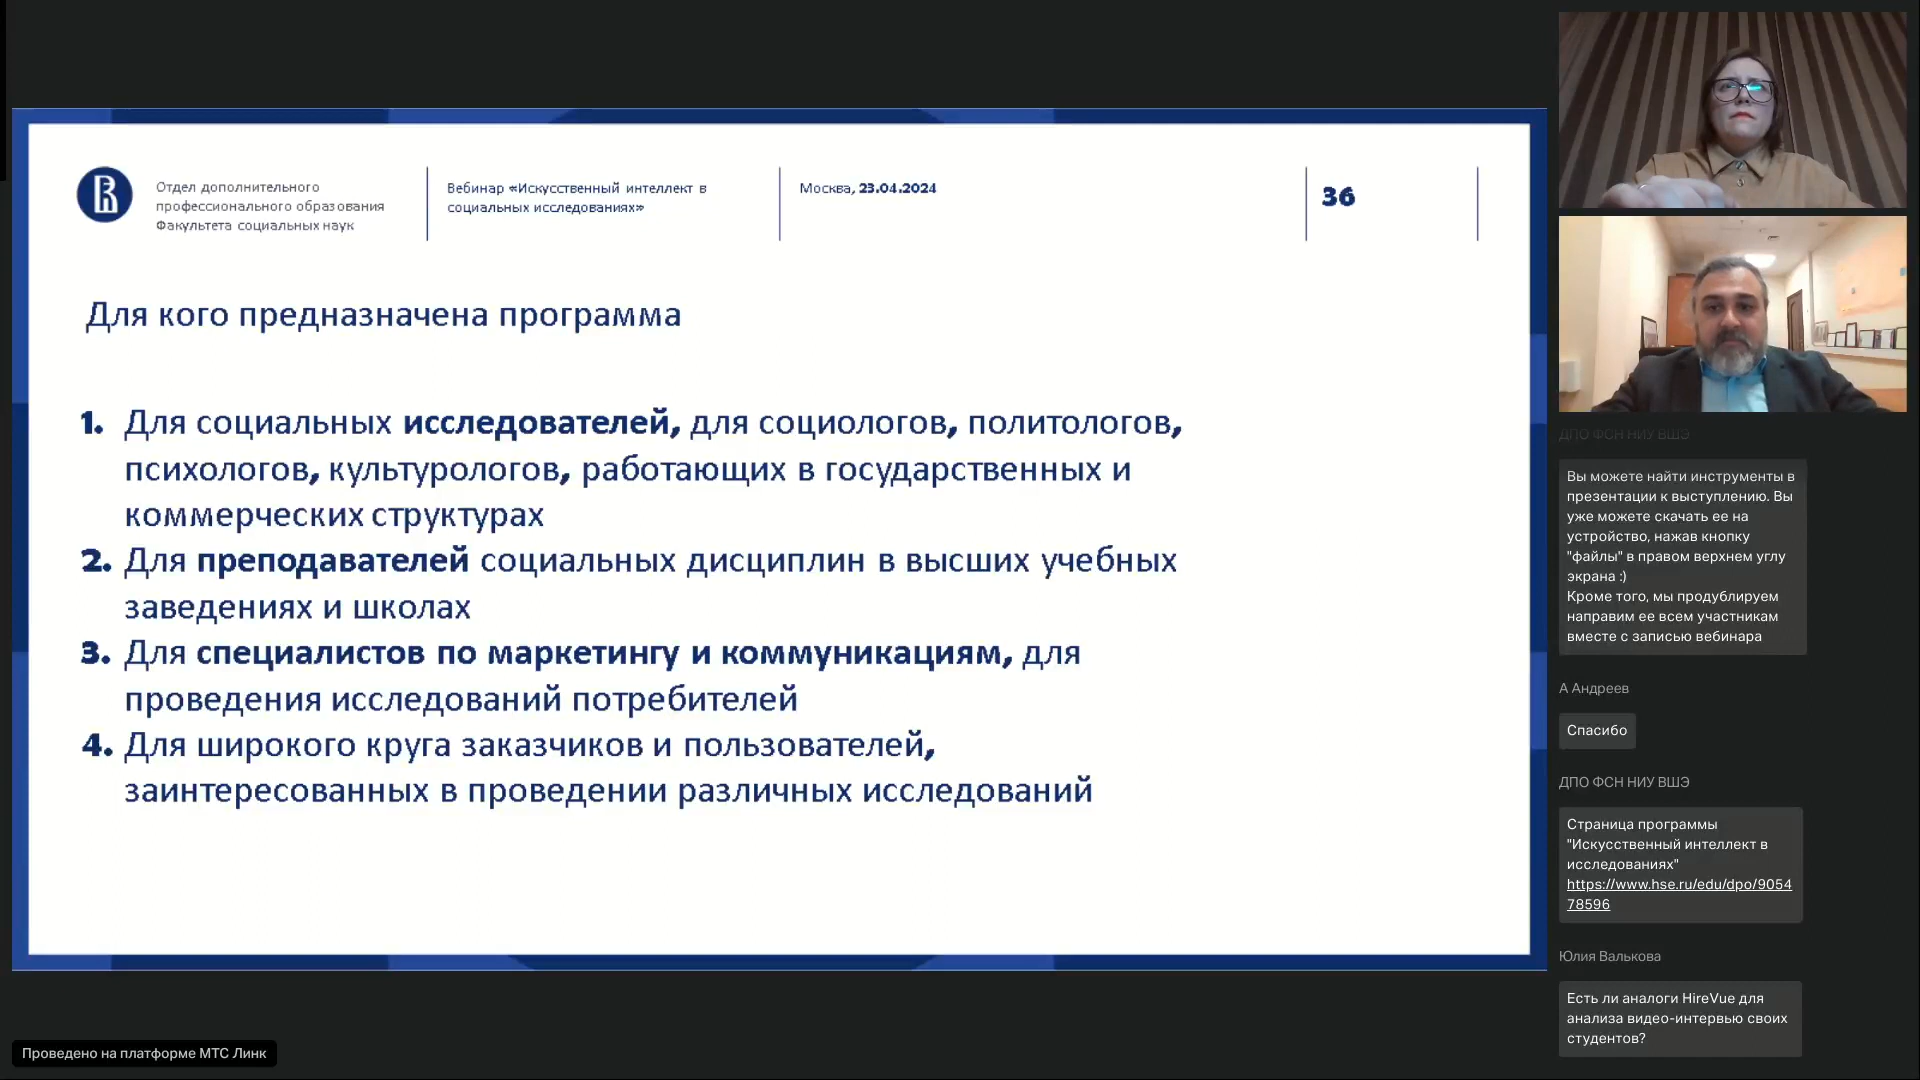 Отдел дополнительного
профессионального образования
Факультета социальных наук
Вебинар «Искусственный интеллект в
социальных исследованиях»
Москва, 23.04.2024
36
Для кого предназначена программа
1. Для социальных исследователей, для социологов, политологов,
психологов, культурологов, работающих в государственных и
коммерческих структурах
2. Для преподавателей социальных дисциплин в высших учебных
заведениях и школах
3. Для специалистов по маркетингу и коммуникациям, для
проведения исследований потребителей
4. Для широкого круга заказчиков и пользователей,
заинтересованных в проведении различных исследований
Проведено на платформе МТС Линк
ДПО ФСН НИУ ВШЭ
Вы можете найти инструменты в
презентации к выступлению. Вы
уже можете скачать ее на
устройство, нажав кнопку
"файлы" в правом верхнем углу
экрана :)
Кроме того, мы продублируем
направим ее всем участникам
вместе с записью вебинара
А Андреев
Спасибо
ДПО ФСН НИУ ВШЭ
Страница программы
"Искусственный интеллект в
исследованиях"
https://www.hse.ru/edu/dpo/9054
78596
Юлия Валькова
Есть ли аналоги HireVue для
анализа видео-интервью своих
студентов?